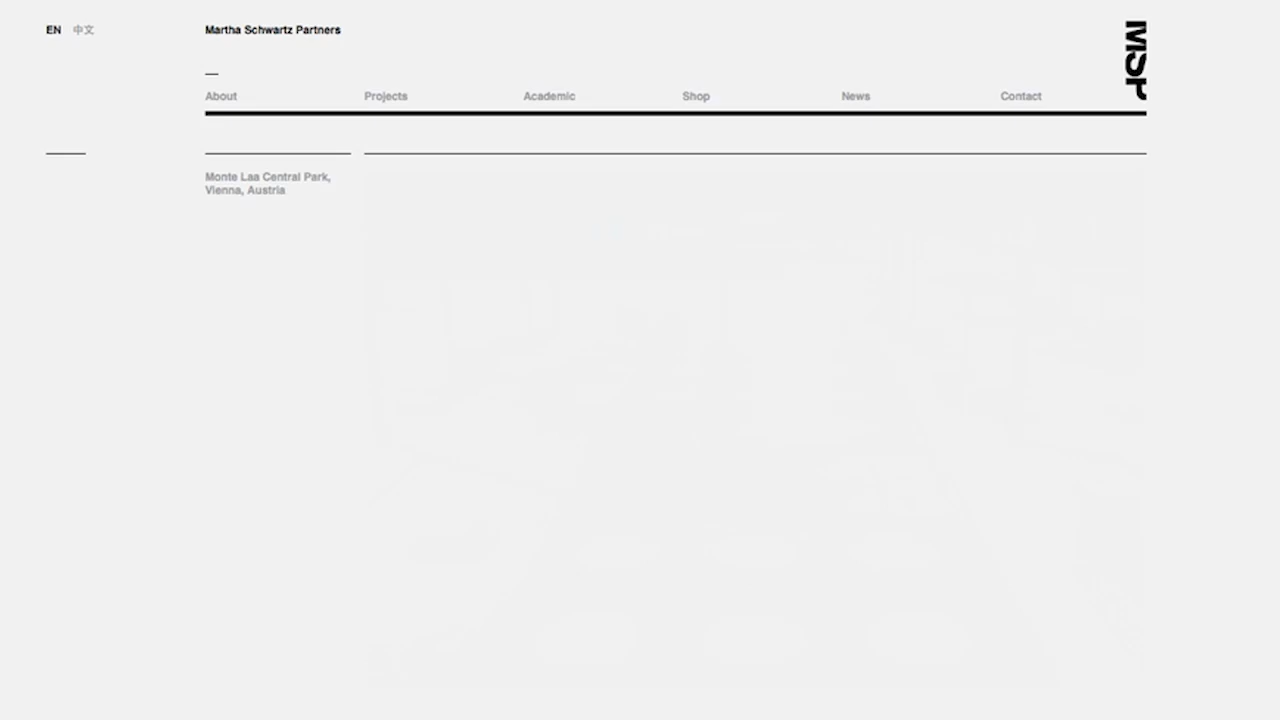 EN 中文 Martha Schwartz Partners
MSP
About Projects Academic Shop News Contact
Monte Laa Central Park,
Vienna, Austria